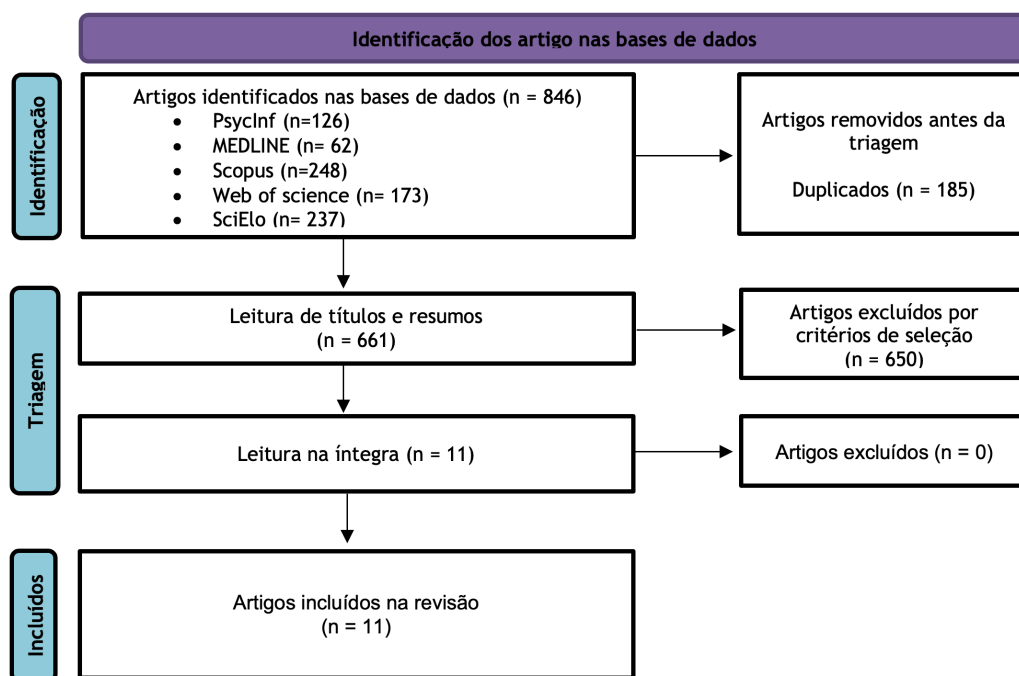 Identificação dos artigo nas bases de dados
Identificação
Artigos identificados nas bases de dados (n = 846)
• PsycInf (n=126)
• MEDLINE (n= 62)
• Scopus (n=248)
• Web of science (n= 173)
• SciElo (n= 237)
Artigos removidos antes da
triagem
Duplicados (n = 185)
Triagem
Leitura de títulos e resumos
(n = 661)
Artigos excluídos por
critérios de seleção
(n = 650)
Leitura na íntegra (n = 11)
Artigos excluídos (n = 0)
Incluídos
Artigos incluídos na revisão
(n = 11)